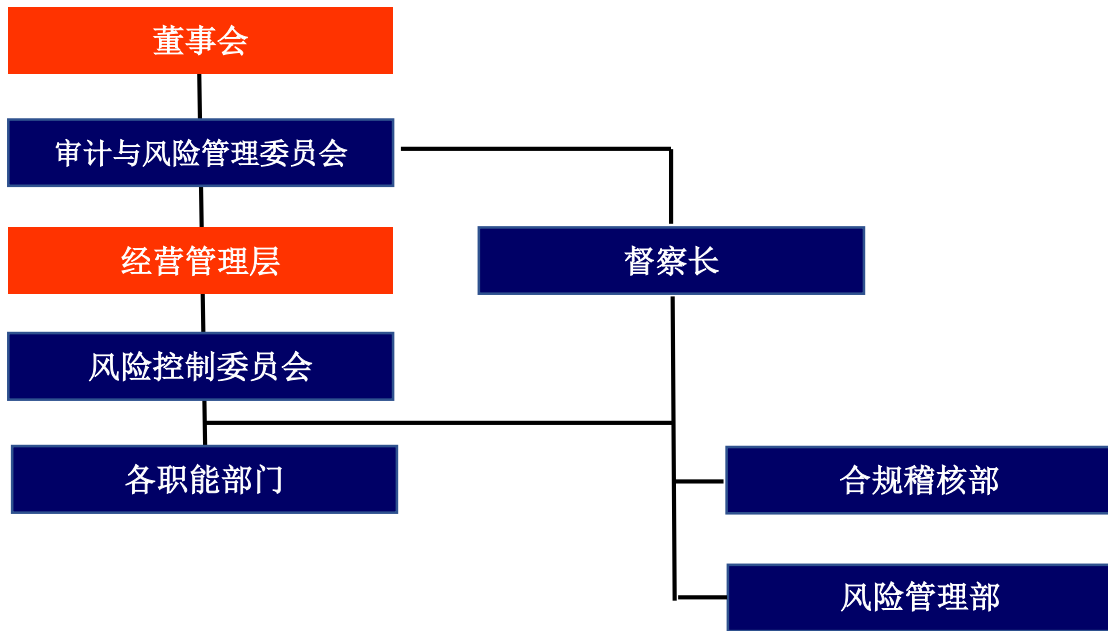 董事会
审计与风险管理委员会
经营管理层
督察长
风险控制委员会
各职能部门
合规稽核部
风险管理部